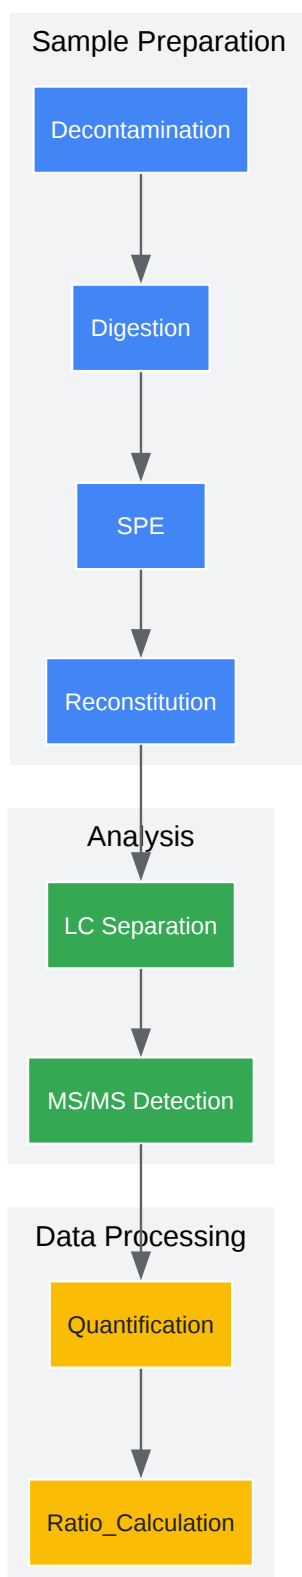 Sample Preparation
Decontamination
Digestion
SPE
Reconstitution
Analysis
LC Separation
MS/MS Detection
Data Processing
Quantification
Ratio_Calculation